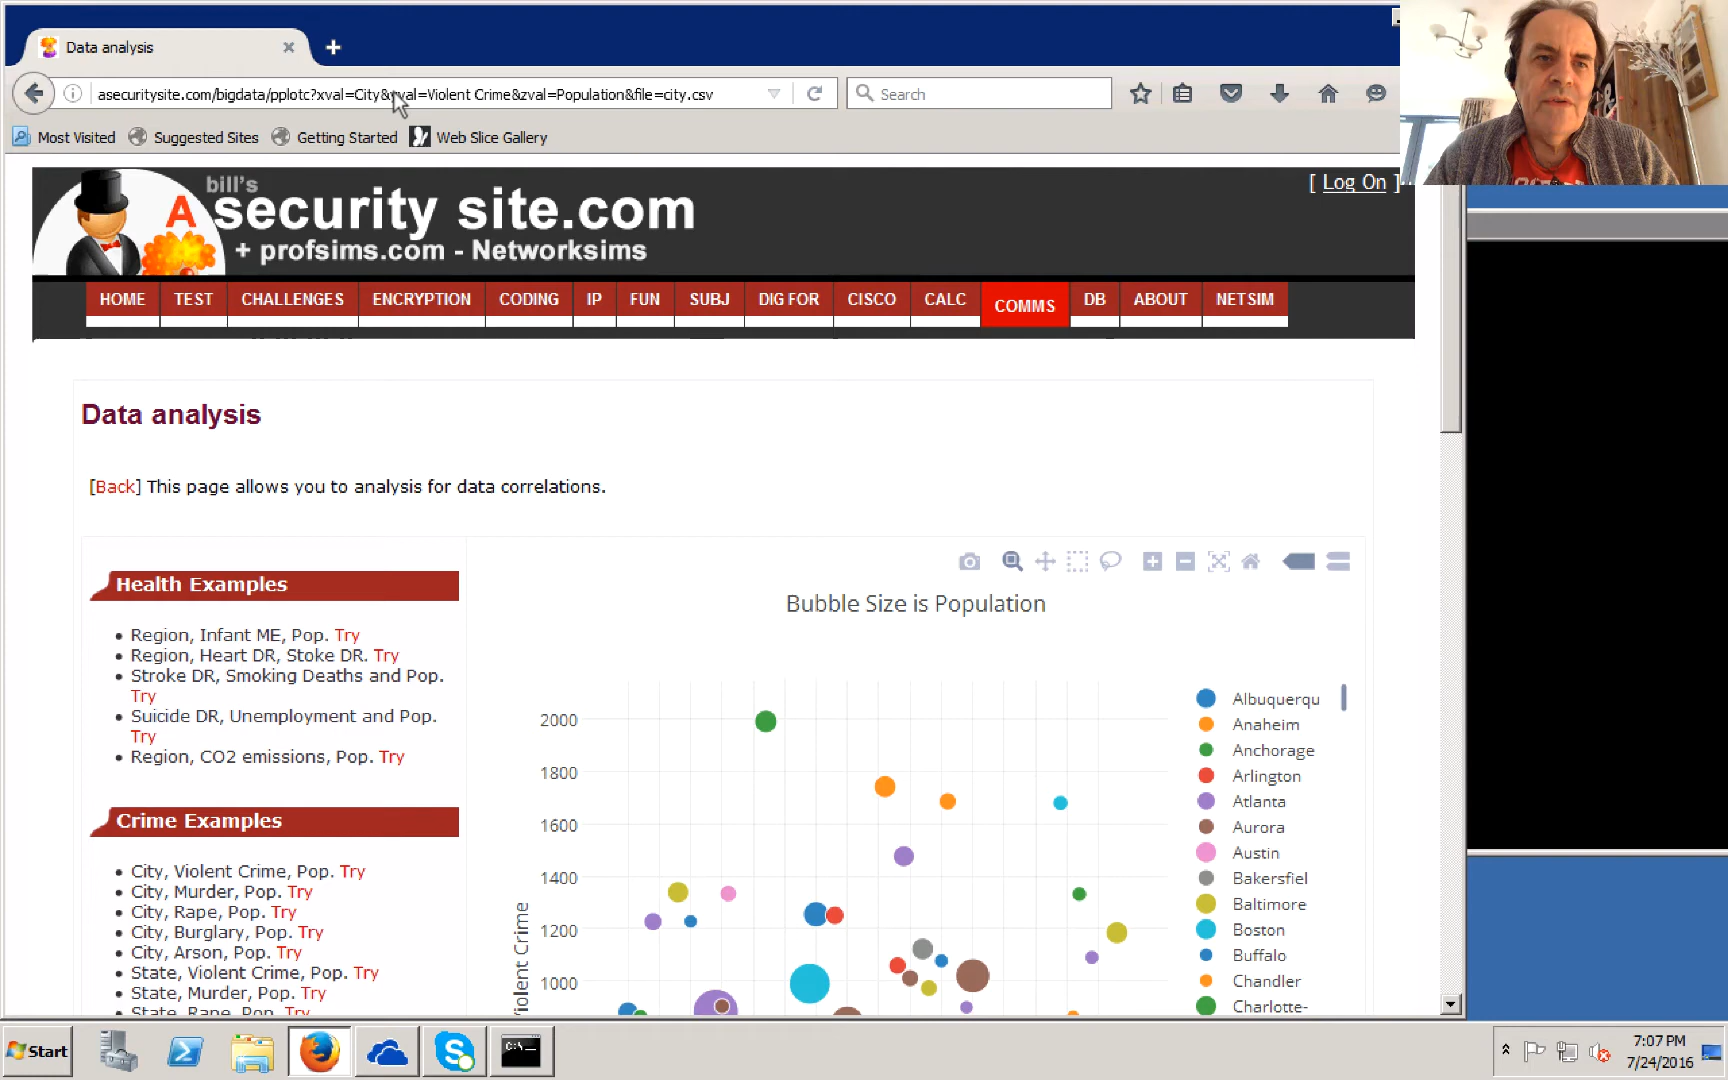 Data analysis
asecuritysite.com/bigdata/pplotc?xval=City&yval=Violent Crime&zval=Population&file=city.csv
Search
Most Visited
Suggested Sites
Getting Started
Web Slice Gallery
[ Log On ]
bill's
A security site.com
+ profsims.com - Networksims
HOME TEST CHALLENGES ENCRYPTION CODING IP FUN SUBJ DIG FOR CISCO CALC COMMS DB ABOUT NETSIM
Data analysis
[Back] This page allows you to analysis for data correlations.
Health Examples
Region, Infant ME, Pop. Try
Region, Heart DR, Stoke DR. Try
Stroke DR, Smoking Deaths and Pop.
Try
Suicide DR, Unemployment and Pop.
Try
Region, CO2 emissions, Pop. Try
Crime Examples
City, Violent Crime, Pop. Try
City, Murder, Pop. Try
City, Rape, Pop. Try
City, Burglary, Pop. Try
City, Arson, Pop. Try
State, Violent Crime, Pop. Try
State, Murder, Pop. Try
State, Rape, Pop. Try
Bubble Size is Population
2000
1800
1600
1400
1200
1000
Violent Crime
Albuquerqu
Anaheim
Anchorage
Arlington
Atlanta
Aurora
Austin
Bakersfiel
Baltimore
Boston
Buffalo
Chandler
Charlotte-
Start
C:\
7:07 PM
7/24/2016